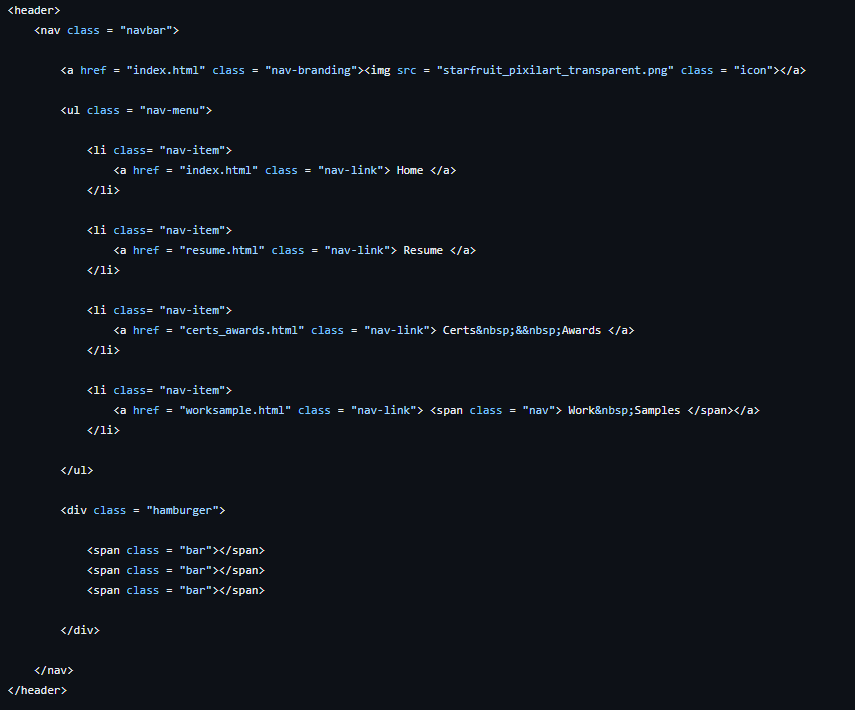 <header>
    <nav class = "navbar">

        <a href = "index.html" class = "nav-branding"><img src = "starfruit_pixilart_transparent.png" class = "icon"></a>

        <ul class = "nav-menu">

            <li class= "nav-item">
                <a href = "index.html" class = "nav-link"> Home </a>
            </li>

            <li class= "nav-item">
                <a href = "resume.html" class = "nav-link"> Resume </a>
            </li>

            <li class= "nav-item">
                <a href = "certs_awards.html" class = "nav-link"> Certs&nbsp;&&nbsp;Awards </a>
            </li>

            <li class= "nav-item">
                <a href = "worksample.html" class = "nav-link"> <span class = "nav"> Work&nbsp;Samples </span></a>
            </li>

        </ul>

        <div class = "hamburger">

            <span class = "bar"></span>
            <span class = "bar"></span>
            <span class = "bar"></span>

        </div>

    </nav>
</header>